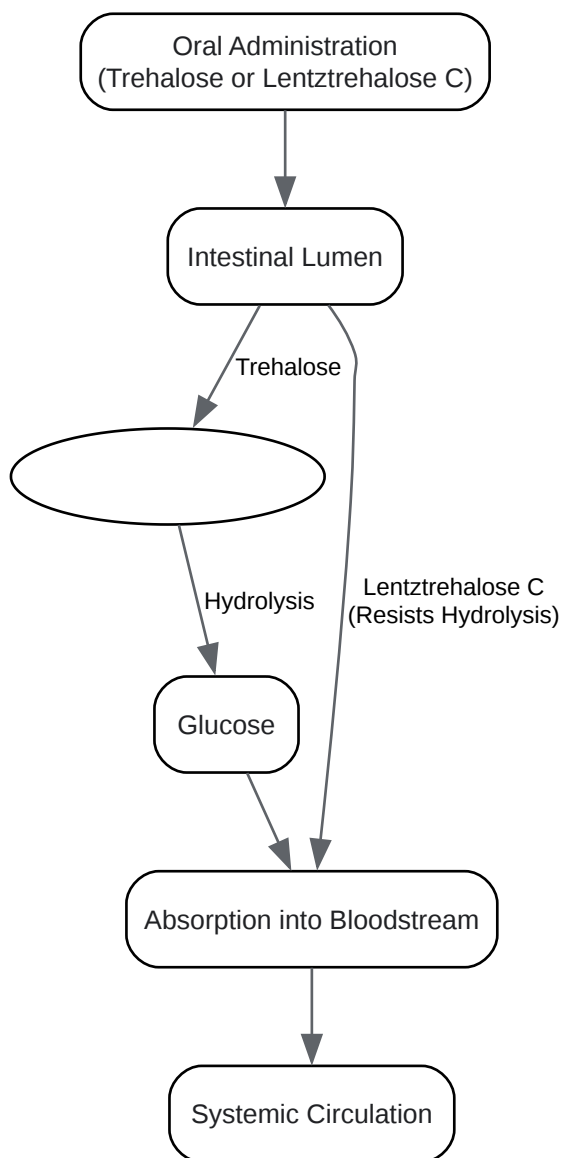 Oral Administration
(Trehalose or Lentztrehalose C)
Intestinal Lumen
Trehalose
Hydrolysis
Lentztrehalose C
(Resists Hydrolysis)
Glucose
Absorption into Bloodstream
Systemic Circulation